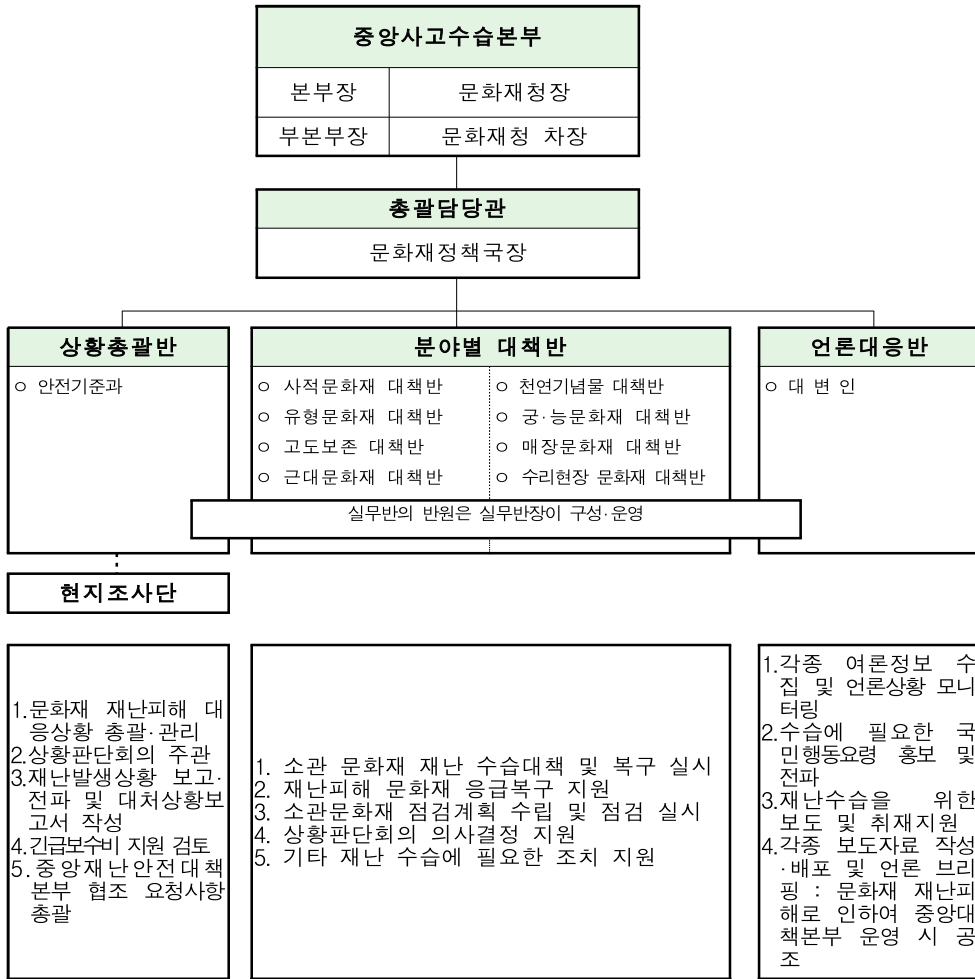 중앙사고수습본부
본부장 문화재청장
부본부장 문화재청 차장
총괄담당관
문화재정책국장
상황총괄반
ㅇ 안전기준과
분야별 대책반
ㅇ 사적문화재 대책반
ㅇ 유형문화재 대책반
ㅇ 고도보존 대책반
ㅇ 근대문화재 대책반
ㅇ 천연기념물 대책반
ㅇ 궁·능문화재 대책반
ㅇ 매장문화재 대책반
ㅇ 수리현장 문화재 대책반
언론대응반
ㅇ 대 변 인
실무반의 반원은 실무반장이 구성·운영
현지조사단
1.문화재 재난피해 대
응상황 총괄·관리
2.상황판단회의 주관
3.재난발생상황 보고·
전파 및 대처상황보
고서 작성
4.긴급보수비 지원 검토
5.중앙재난안전대책
본부 협조 요청사항
총괄
1. 소관 문화재 재난 수습대책 및 복구 실시
2. 재난피해 문화재 응급복구 지원
3. 소관문화재 점검계획 수립 및 점검 실시
4. 상황판단회의 의사결정 지원
5. 기타 재난 수습에 필요한 조치 지원
1.각종 여론정보 수
집 및 언론상황 모니
터링
2.수습에 필요한 국
민행동요령 홍보 및
전파
3.재난수습을 위한
보도 및 취재지원
4.각종 보도자료 작성
·배포 및 언론 브리
핑 : 문화재 재난피
해로 인하여 중앙대
책본부 운영 시 공
조